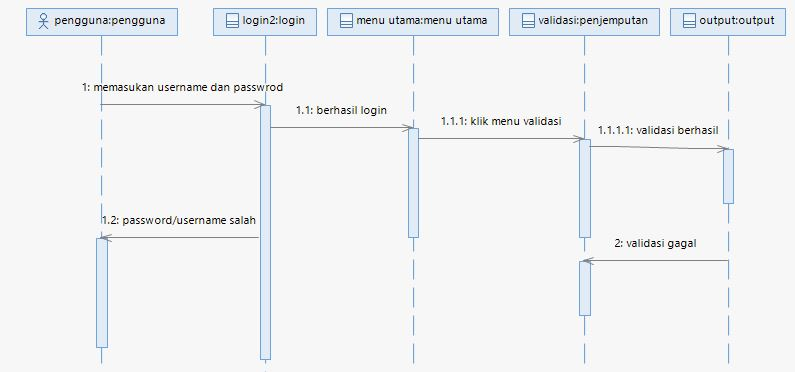 pengguna:pengguna
login2:login
menu utama:menu utama
validasi:penjemputan
output:output
1: memasukan username dan passwrod
1.1: berhasil login
1.1.1: klik menu validasi
1.1.1.1: validasi berhasil
1.2: password/username salah
2: validasi gagal